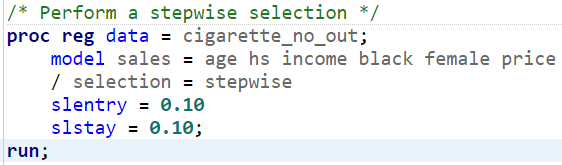 /* Perform a stepwise selection */
proc reg data = cigarette_no_out;
model sales = age hs income black female price
/ selection = stepwise
slentry = 0.10
slstay = 0.10;
run;